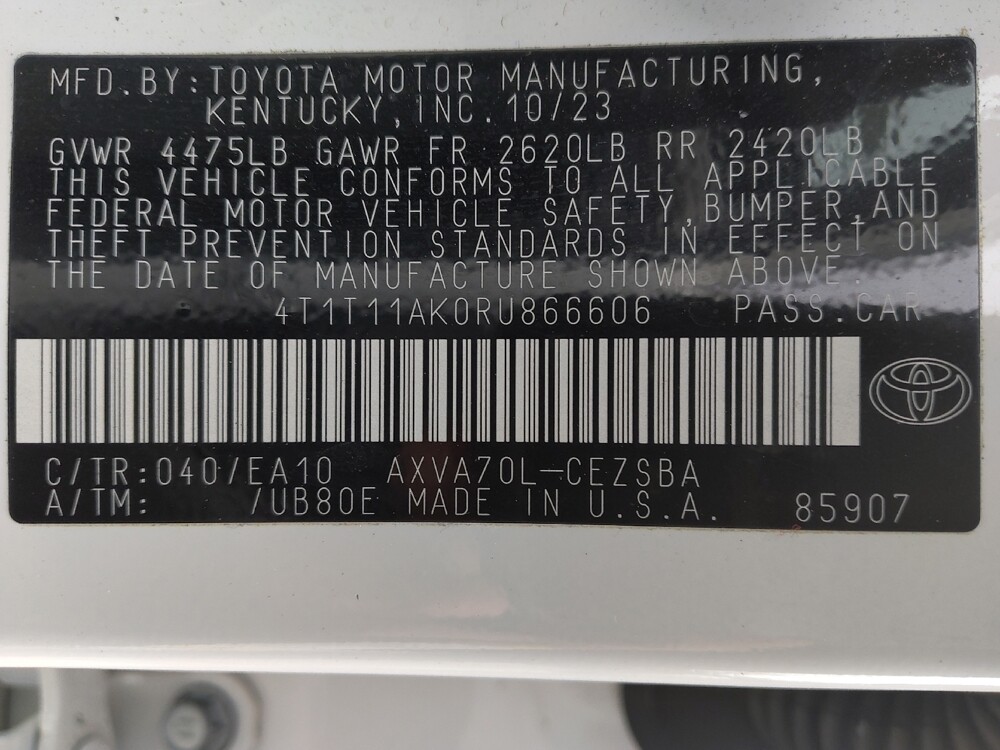 MFD.BY:TOYOTA MOTOR MANUFACTURING,
KENTUCKY,INC.10/23
GVWR 4475LB GAWR FR 2620LB RR 2420LB
THIS VEHICLE CONFORMS TO ALL APPLICABLE
FEDERAL MOTOR VEHICLE SAFETY,BUMPER,AND
THEFT PREVENTION STANDARDS IN EFFECT ON
THE DATE OF MANUFACTURE SHOWN ABOVE.
4T1T11AK0RU866606 PASS.CAR
C/TR:040/EA10 AXVA70L-CEZSBA
A/TM: /UB80E MADE IN U.S.A. 85907